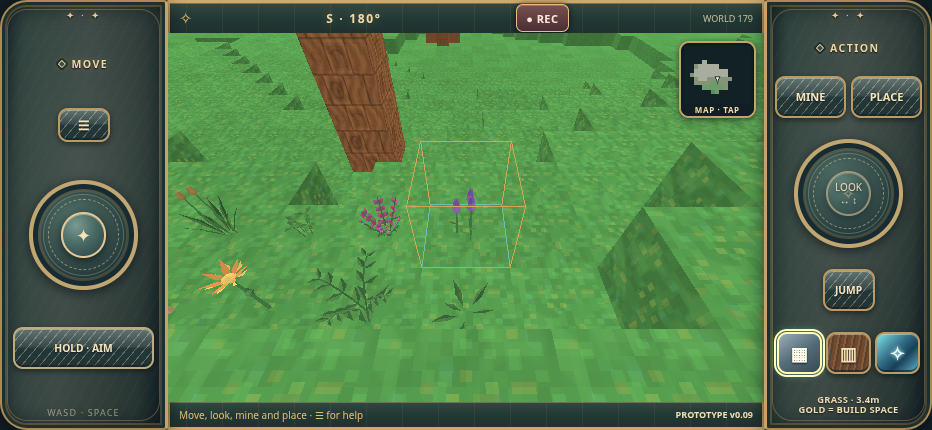 MOVE
HOLD · AIM
WASD · SPACE
S · 180°
● REC
WORLD 179
MAP · TAP
Move, look, mine and place · ☰ for help
PROTOTYPE v0.09
ACTION
MINE
PLACE
LOOK
JUMP
GRASS · 3.4m
GOLD = BUILD SPACE